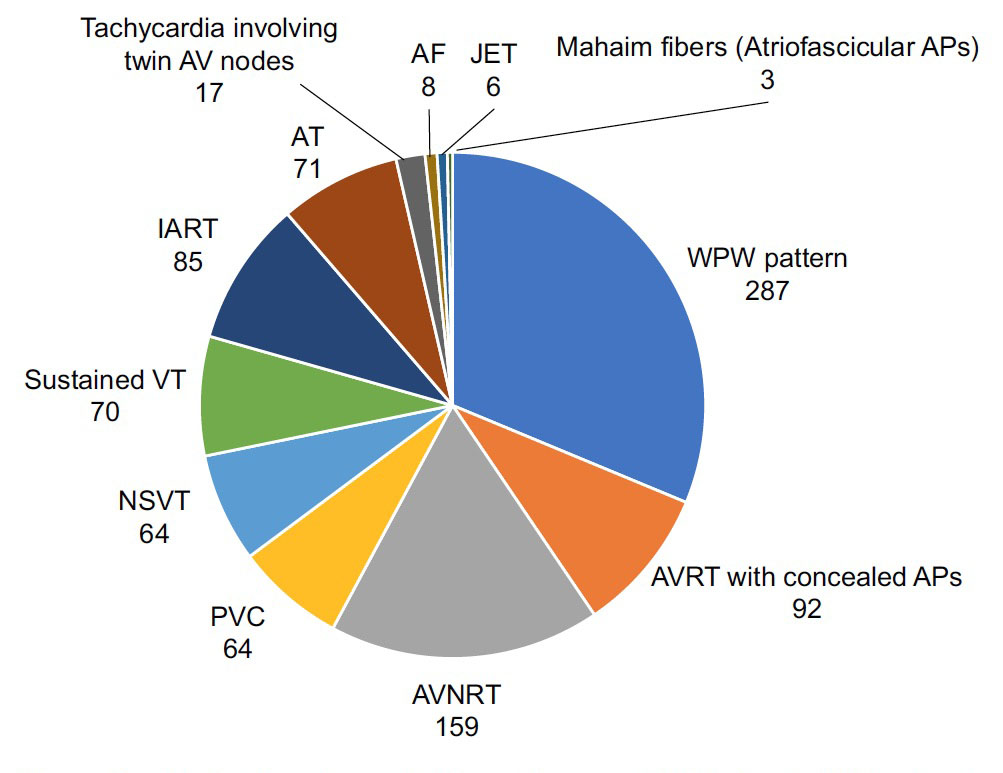 Tachycardia involving
twin AV nodes
17
AF
8
JET
6
Mahaim fibers (Atriofascicular APs)
3
AT
71
IART
85
WPW pattern
287
Sustained VT
70
NSVT
64
AVRT with concealed APs
92
PVC
64
AVNRT
159